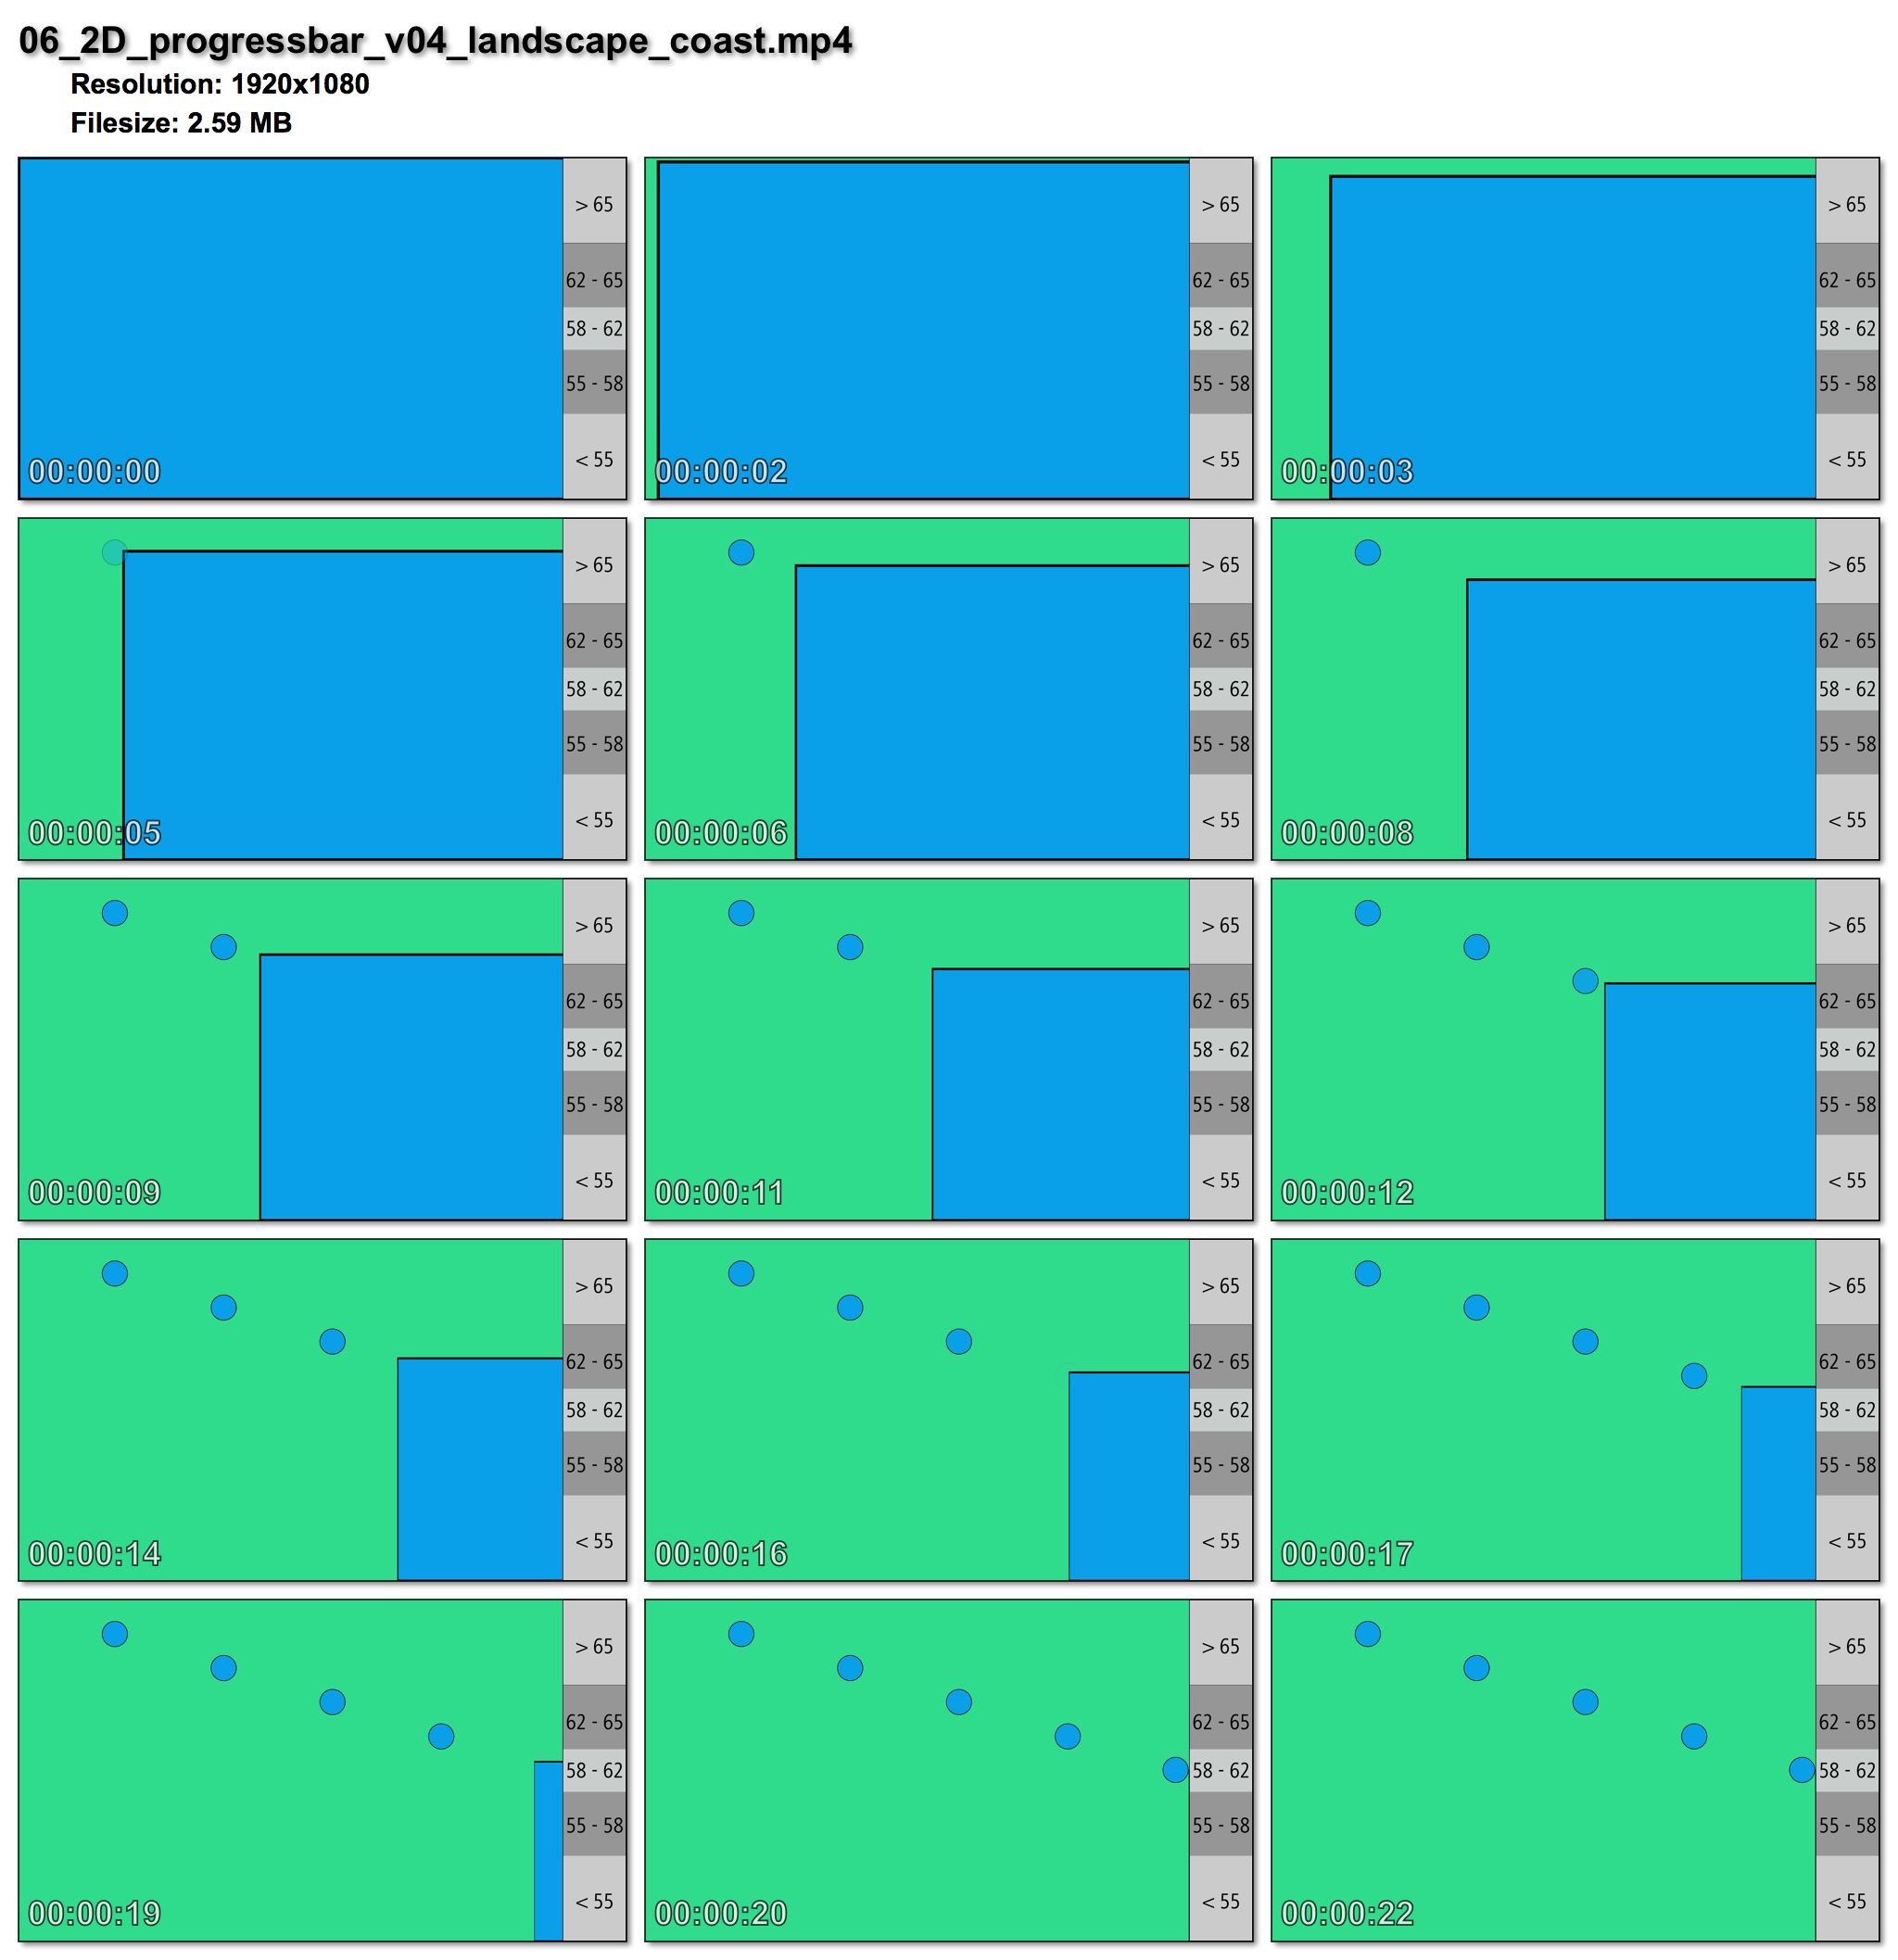 06_2D_progressbar_v04_landscape_coast.mp4
Resolution: 1920x1080
Filesize: 2.59 MB
> 65
62 - 65
58 - 62
55 - 58
< 55
00:00:00
> 65
62 - 65
58 - 62
55 - 58
< 55
00:00:02
> 65
62 - 65
58 - 62
55 - 58
< 55
00:00:03
> 65
62 - 65
58 - 62
55 - 58
< 55
00:00:05
> 65
62 - 65
58 - 62
55 - 58
< 55
00:00:06
> 65
62 - 65
58 - 62
55 - 58
< 55
00:00:08
> 65
62 - 65
58 - 62
55 - 58
< 55
00:00:09
> 65
62 - 65
58 - 62
55 - 58
< 55
00:00:11
> 65
62 - 65
58 - 62
55 - 58
< 55
00:00:12
> 65
62 - 65
58 - 62
55 - 58
< 55
00:00:14
> 65
62 - 65
58 - 62
55 - 58
< 55
00:00:16
> 65
62 - 65
58 - 62
55 - 58
< 55
00:00:17
> 65
62 - 65
58 - 62
55 - 58
< 55
00:00:19
> 65
62 - 65
58 - 62
55 - 58
< 55
00:00:20
> 65
62 - 65
58 - 62
55 - 58
< 55
00:00:22